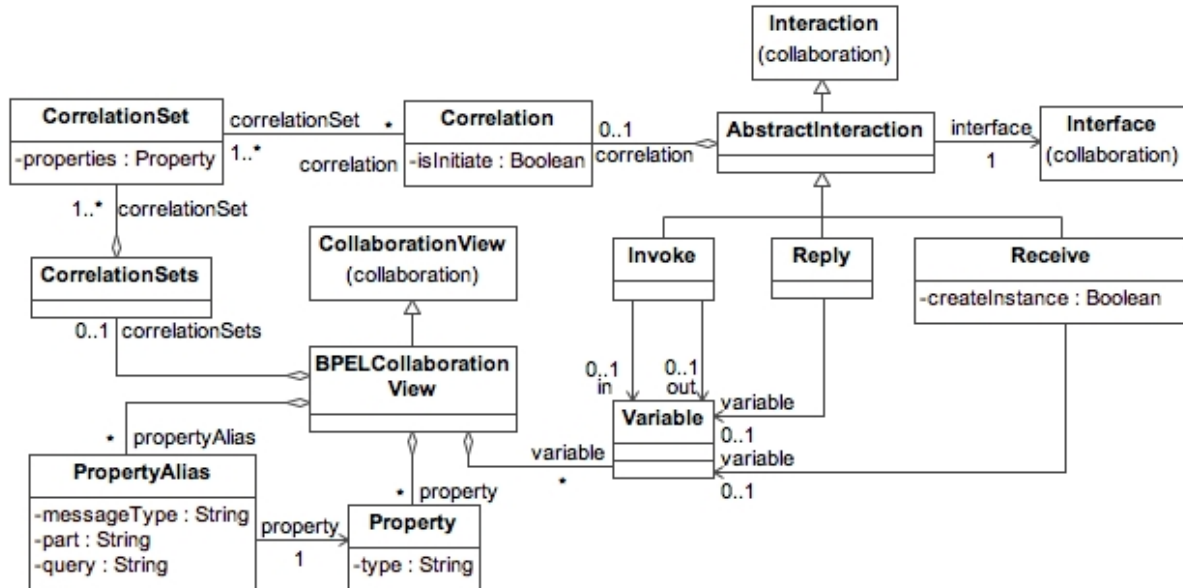 Interaction
(collaboration)
CorrelationSet
-properties : Property
correlationSet
*
1..*
correlation
Correlation
-isInitiate : Boolean
0..1
correlation
AbstractInteraction
interface
1
Interface
(collaboration)
1..*
correlationSet
CollaborationView
(collaboration)
Invoke
Reply
Receive
-createInstance : Boolean
CorrelationSets
0..1
correlationSets
BPELCollaboration
View
0..1
in
0..1
out
Variable
variable
0..1
variable
0..1
*
propertyAlias
variable
*
PropertyAlias
-messageType : String
-part : String
-query : String
*
property
property
1
Property
-type : String